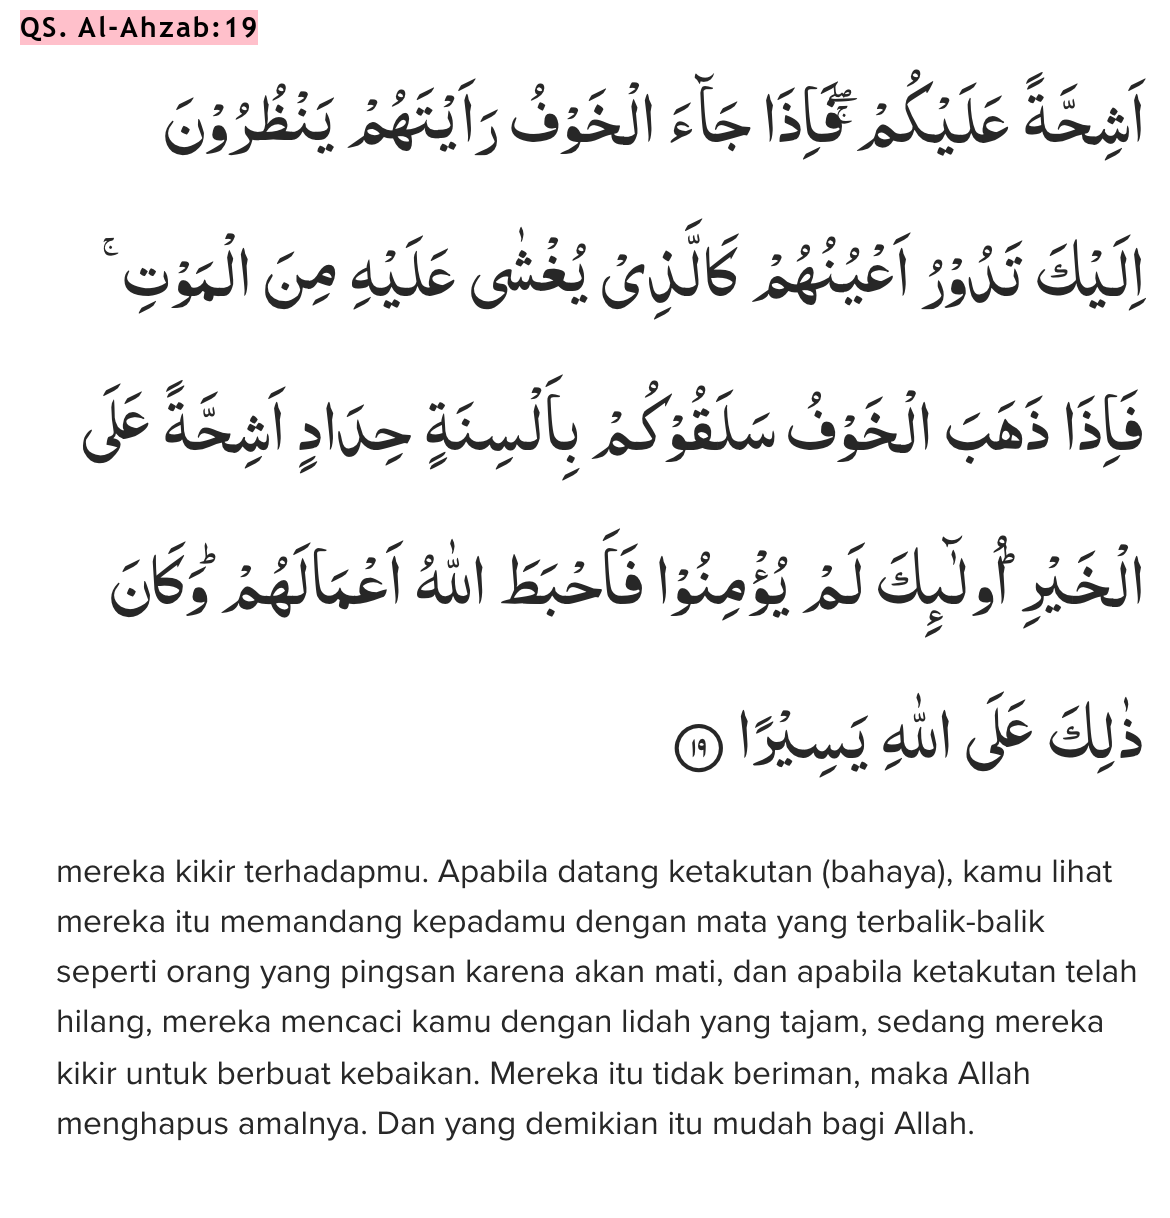 QS. Al-Ahzab:19
اَشِحَّةً عَلَيْكُمْ ۖۚ فَاِذَا جَاۤءَ الْخَوْفُ رَاَيْتَهُمْ يَنْظُرُوْنَ
اِلَيْكَ تَدُوْرُ اَعْيُنُهُمْ كَالَّذِيْ يُغْشٰى عَلَيْهِ مِنَ الْمَوْتِۚ
فَاِذَا ذَهَبَ الْخَوْفُ سَلَقُوْكُمْ بِاَلْسِنَةٍ حِدَادٍ اَشِحَّةً عَلَى
الْخَيْرِۗ اُولٰۤىِٕكَ لَمْ يُؤْمِنُوْا فَاَحْبَطَ اللّٰهُ اَعْمَالَهُمْۗ وَكَانَ
ذٰلِكَ عَلَى اللّٰهِ يَسِيْرًا ١٩
mereka kikir terhadapmu. Apabila datang ketakutan (bahaya), kamu lihat
mereka itu memandang kepadamu dengan mata yang terbalik-balik
seperti orang yang pingsan karena akan mati, dan apabila ketakutan telah
hilang, mereka mencaci kamu dengan lidah yang tajam, sedang mereka
kikir untuk berbuat kebaikan. Mereka itu tidak beriman, maka Allah
menghapus amalnya. Dan yang demikian itu mudah bagi Allah.